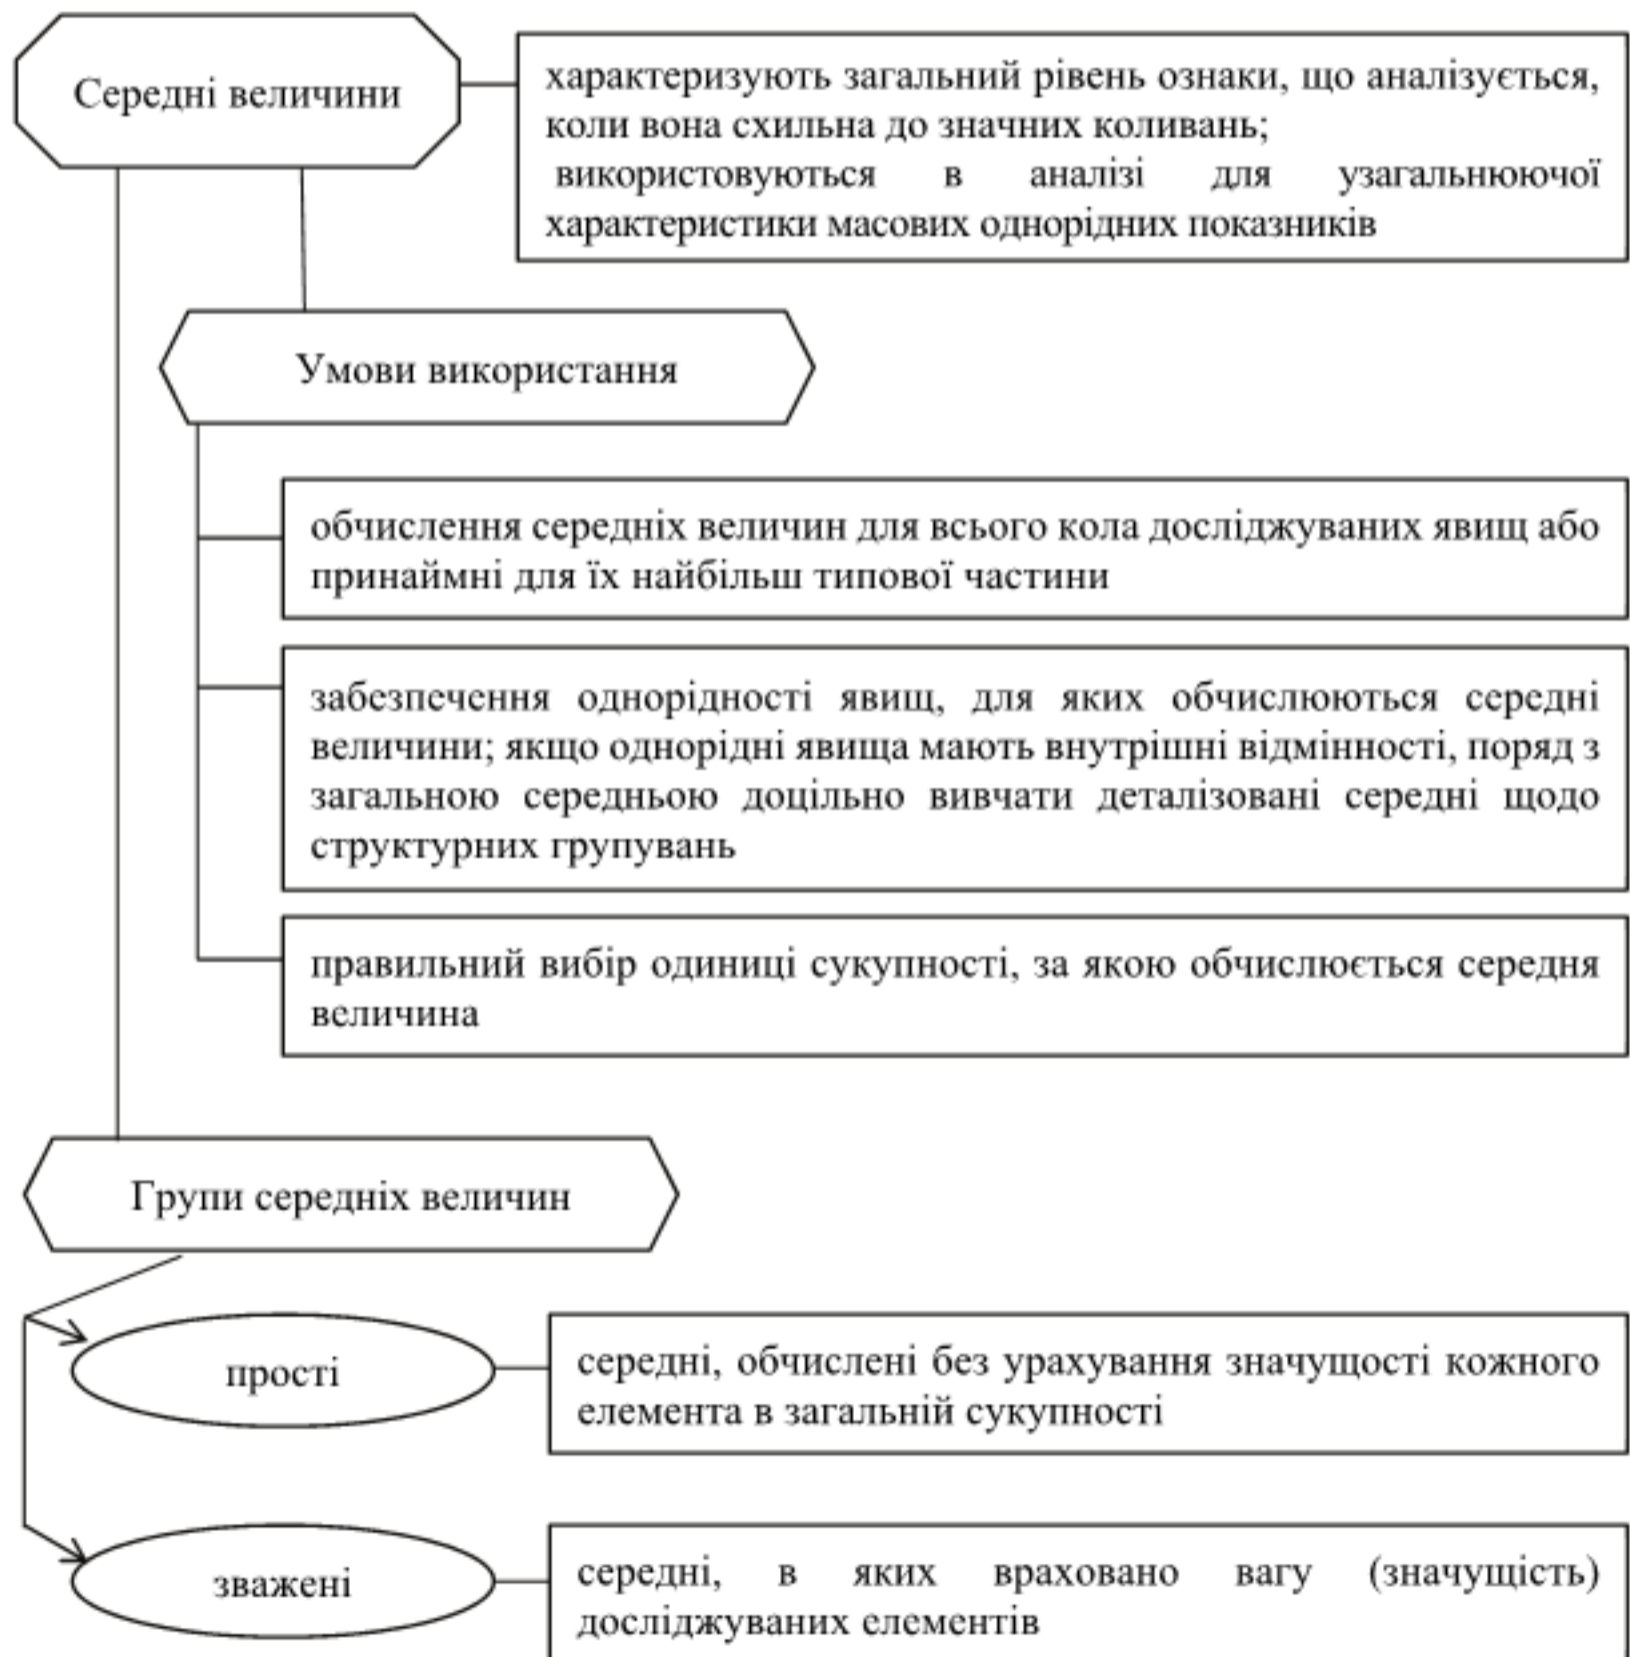 Середні величини
характеризують загальний рівень ознаки, що аналізується,
коли вона схильна до значних коливань;
використовуються в аналізі для узагальнюючої
характеристики масових однорідних показників
Умови використання
обчислення середніх величин для всього кола досліджуваних явищ або
принаймні для їх найбільш типової частини
забезпечення однорідності явищ, для яких обчислюються середні
величини; якщо однорідні явища мають внутрішні відмінності, поряд з
загальною середньою доцільно вивчати деталізовані середні щодо
структурних групувань
правильний вибір одиниці сукупності, за якою обчислюється середня
величина
Групи середніх величин
прості
середні, обчислені без урахування значущості кожного
елемента в загальній сукупності
зважені
середні, в яких враховано вагу (значущість)
досліджуваних елементів